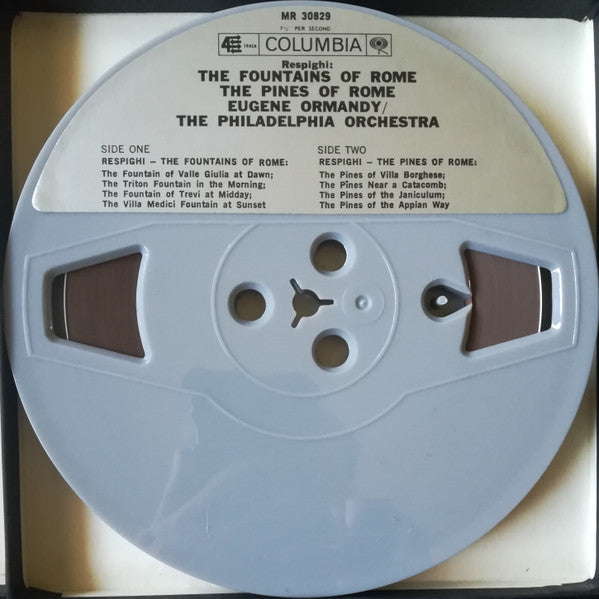 MR 30829
7½" PER SECOND
4 TRACK COLUMBIA
Respighi:
THE FOUNTAINS OF ROME
THE PINES OF ROME
EUGENE ORMANDY/
THE PHILADELPHIA ORCHESTRA
SIDE ONE
RESPIGHI – THE FOUNTAINS OF ROME:
The Fountain of Valle Giulia at Dawn;
The Triton Fountain in the Morning;
The Fountain of Trevi at Midday;
The Villa Medici Fountain at Sunset
SIDE TWO
RESPIGHI – THE PINES OF ROME:
The Pines of Villa Borghese;
The Pines Near a Catacomb;
The Pines of the Janiculum;
The Pines of the Appian Way